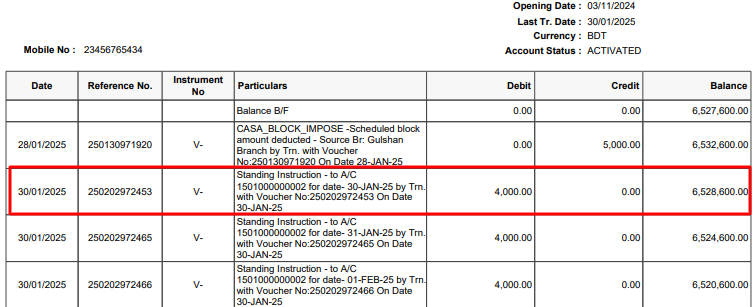 Opening Date : 03/11/2024
Last Tr. Date : 30/01/2025
Currency : BDT
Mobile No : 23456765434
Account Status : ACTIVATED
Date Reference No. Instrument No Particulars Debit Credit Balance
Balance B/F 0.00 0.00 6,527,600.00
CASA_BLOCK_IMPOSE -Scheduled block
amount deducted - Source Br: Gulshan
28/01/2025 250130971920 V- Branch by Trn. with Voucher 0.00 5,000.00 6,532,600.00
No:250130971920 On Date 28-JAN-25
Standing Instruction - to A/C
30/01/2025 250202972453 V- 1501000000002 for date- 30-JAN-25 by Trn. 4,000.00 0.00 6,528,600.00
with Voucher No:250202972453 On Date
30-JAN-25
Standing Instruction - to A/C
30/01/2025 250202972465 V- 1501000000002 for date- 31-JAN-25 by Trn. 4,000.00 0.00 6,524,600.00
with Voucher No:250202972465 On Date
30-JAN-25
Standing Instruction - to A/C
30/01/2025 250202972466 V- 1501000000002 for date- 01-FEB-25 by Trn. 4,000.00 0.00 6,520,600.00
with Voucher No:250202972466 On Date
30-JAN-25